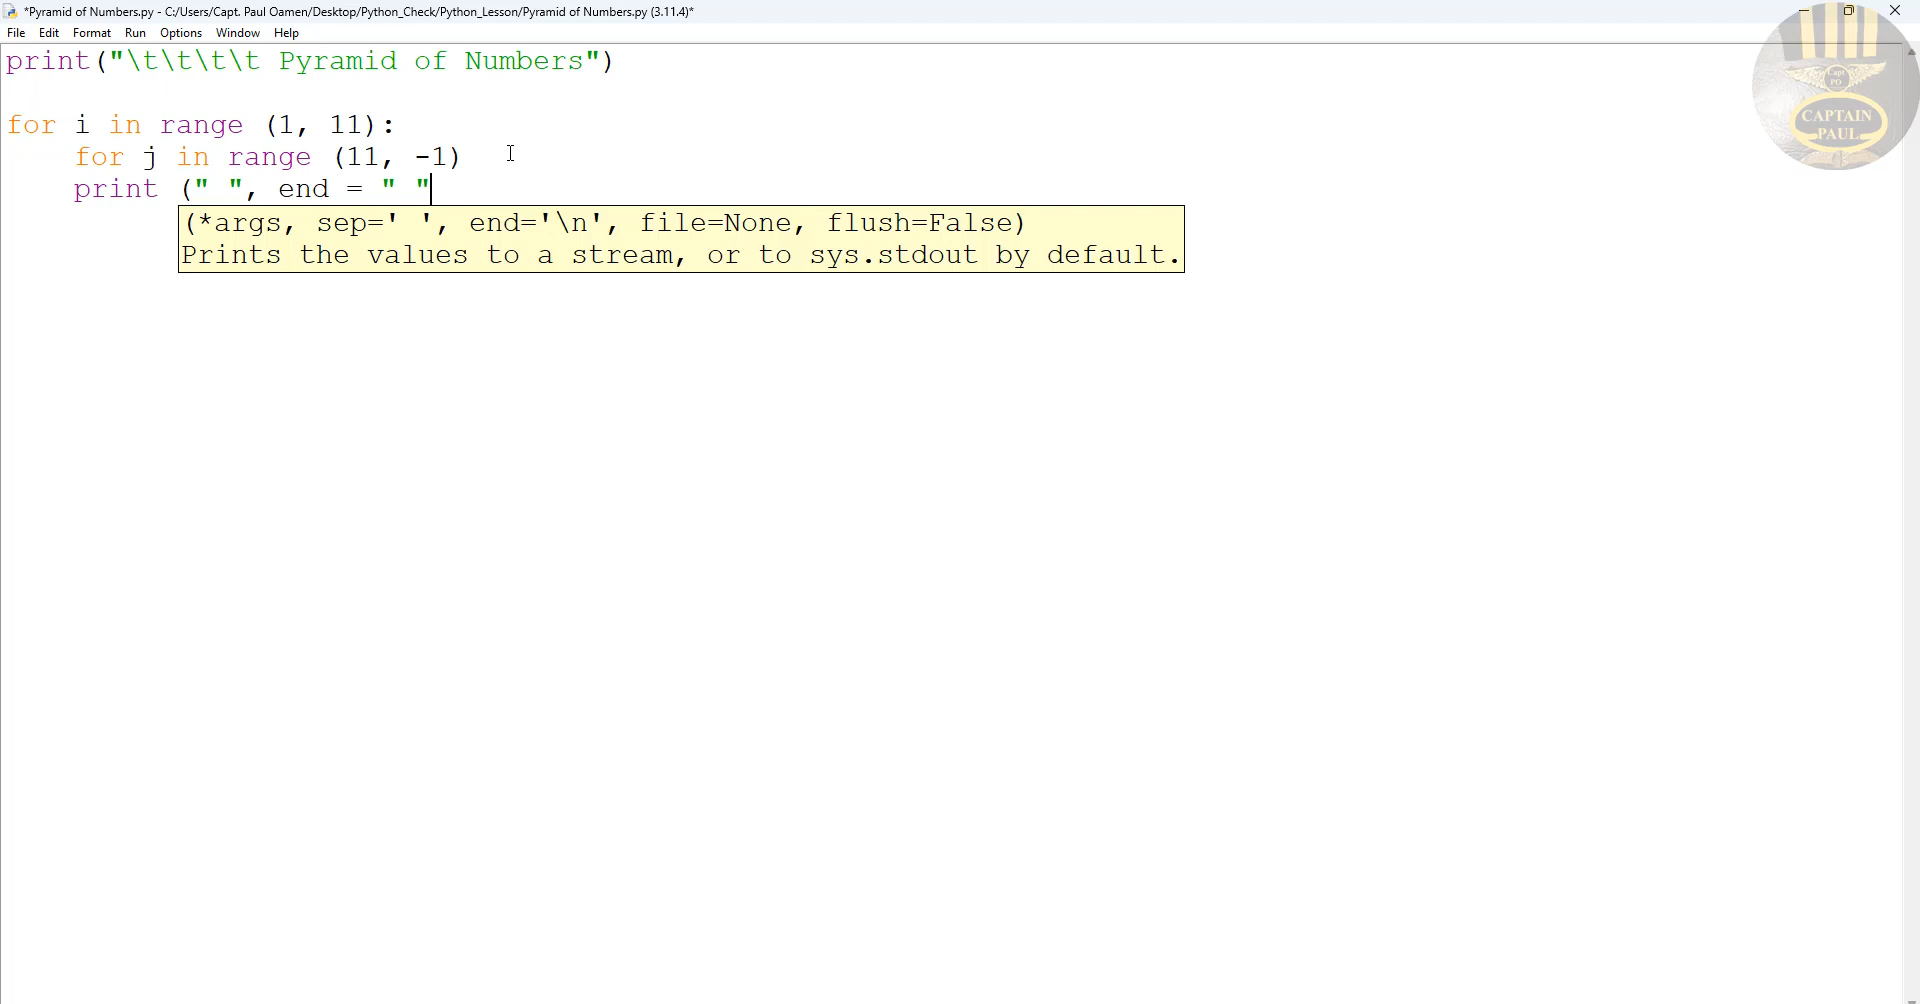 *Pyramid of Numbers.py - C:/Users/Capt. Paul Oamen/Desktop/Python_Check/Python_Lesson/Pyramid of Numbers.py (3.11.4)*
File Edit Format Run Options Window Help
print("\t\t\t\t Pyramid of Numbers")
for i in range (1, 11):
    for j in range (11, -1)
    print (" ", end = " "
(*args, sep=' ', end='\n', file=None, flush=False)
Prints the values to a stream, or to sys.stdout by default.
Capt
PO
CAPTAIN
PAUL